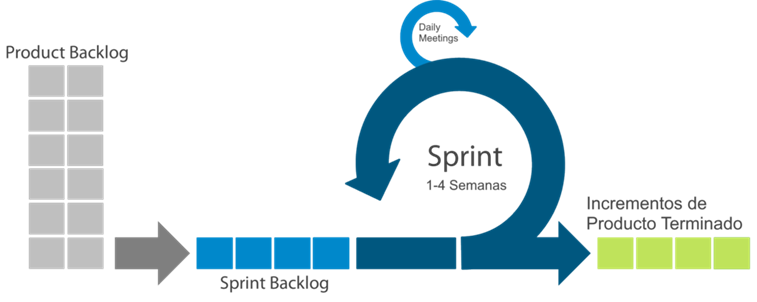 Product Backlog
Daily
Meetings
Sprint
1-4 Semanas
Sprint Backlog
Incrementos de
Producto Terminado